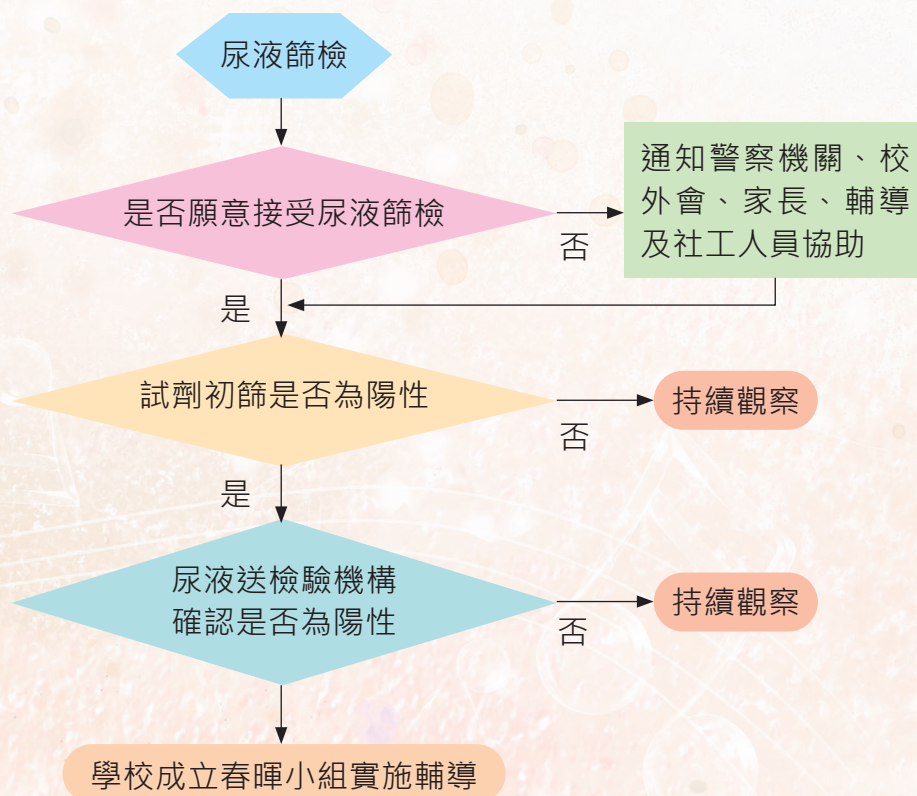 尿液篩檢
是否願意接受尿液篩檢
否
通知警察機關、校
外會、家長、輔導
及社工人員協助
是
試劑初篩是否為陽性
否
持續觀察
是
尿液送檢驗機構
確認是否為陽性
否
持續觀察
學校成立春暉小組實施輔導